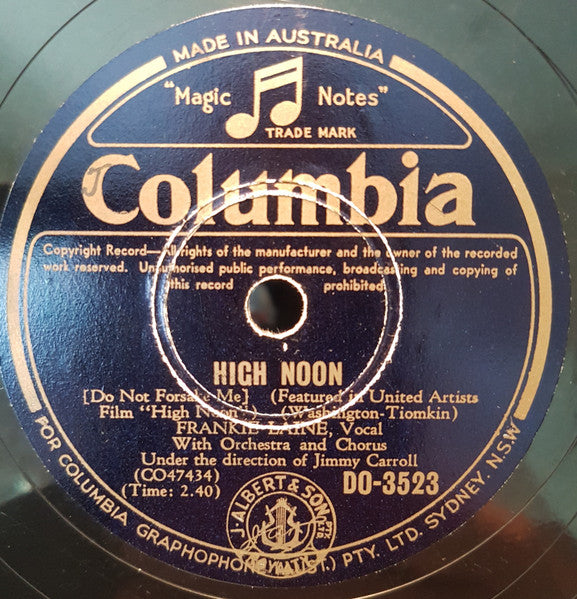 MADE IN AUSTRALIA
"Magic Notes"
TRADE MARK
J
Columbia
Copyright Record—All rights of the manufacturer and the owner of the recorded
work reserved. Unauthorised public performance, broadcasting and copying of
this record prohibited
HIGH NOON
[Do Not Forsake Me] (Featured in United Artists
Film "High Noon") (Washington-Tiomkin)
FRANKIE LAINE, Vocal
With Orchestra and Chorus
Under the direction of Jimmy Carroll
(CO47434)
(Time: 2.40)
DO-3523
J. ALBERT & SON PTY LTD
FOR COLUMBIA GRAPHOPHONE (AUST.) PTY. LTD. SYDNEY. N.S.W